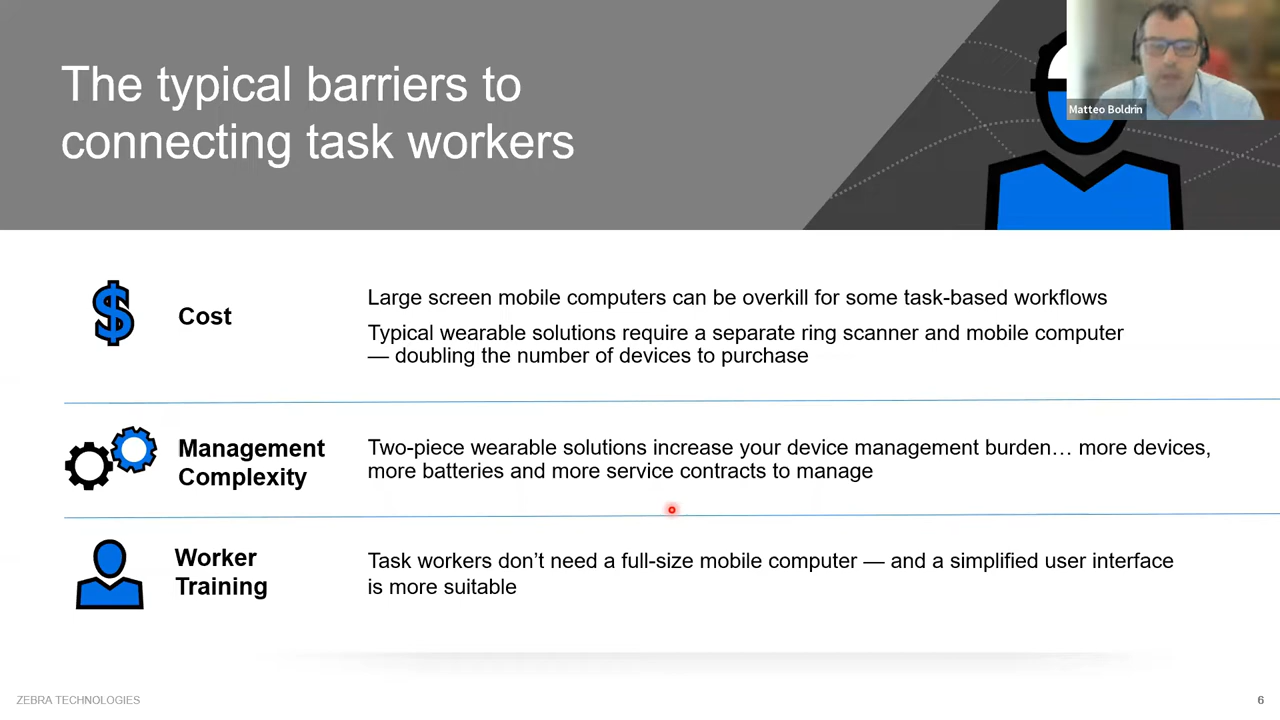 The typical barriers to
connecting task workers
Matteo Boldrin
Cost
Large screen mobile computers can be overkill for some task-based workflows
Typical wearable solutions require a separate ring scanner and mobile computer
— doubling the number of devices to purchase
Management
Complexity
Two-piece wearable solutions increase your device management burden… more devices,
more batteries and more service contracts to manage
Worker
Training
Task workers don’t need a full-size mobile computer — and a simplified user interface
is more suitable
ZEBRA TECHNOLOGIES
6